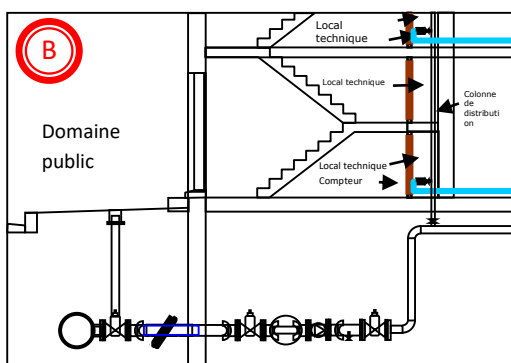 B
Local
technique
Local technique
Colonne
de
distributi
on
Domaine
public
Local technique
Compteur